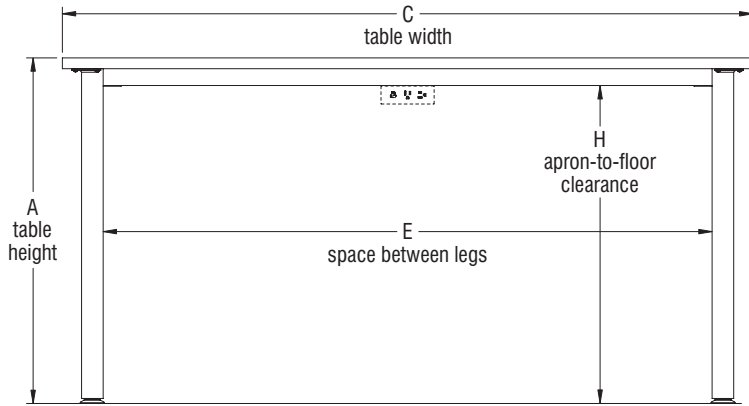 C
table width
H
apron-to-floor
clearance
A
table
height
E
space between legs